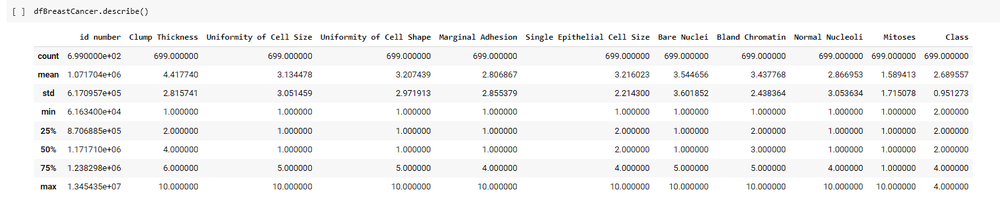 [ ] dfBreastCancer.describe()
id number Clump Thickness Uniformity of Cell Size Uniformity of Cell Shape Marginal Adhesion Single Epithelial Cell Size Bare Nuclei Bland Chromatin Normal Nucleoli Mitoses Class
count 6.990000e+02 699.000000 699.000000 699.000000 699.000000 699.000000 699.000000 699.000000 699.000000 699.000000 699.000000
mean 1.071704e+06 4.417740 3.134478 3.207439 2.806867 3.216023 3.544656 3.437768 2.866953 1.589413 2.689557
std 6.170957e+05 2.815741 3.051459 2.971913 2.855379 2.214300 3.601852 2.438364 3.053634 1.715078 0.951273
min 6.163400e+04 1.000000 1.000000 1.000000 1.000000 1.000000 1.000000 1.000000 1.000000 1.000000 2.000000
25% 8.706885e+05 2.000000 1.000000 1.000000 1.000000 2.000000 1.000000 2.000000 1.000000 1.000000 2.000000
50% 1.171710e+06 4.000000 1.000000 1.000000 1.000000 2.000000 1.000000 3.000000 1.000000 1.000000 2.000000
75% 1.238298e+06 6.000000 5.000000 5.000000 4.000000 4.000000 5.000000 5.000000 4.000000 1.000000 4.000000
max 1.345435e+07 10.000000 10.000000 10.000000 10.000000 10.000000 10.000000 10.000000 10.000000 10.000000 4.000000